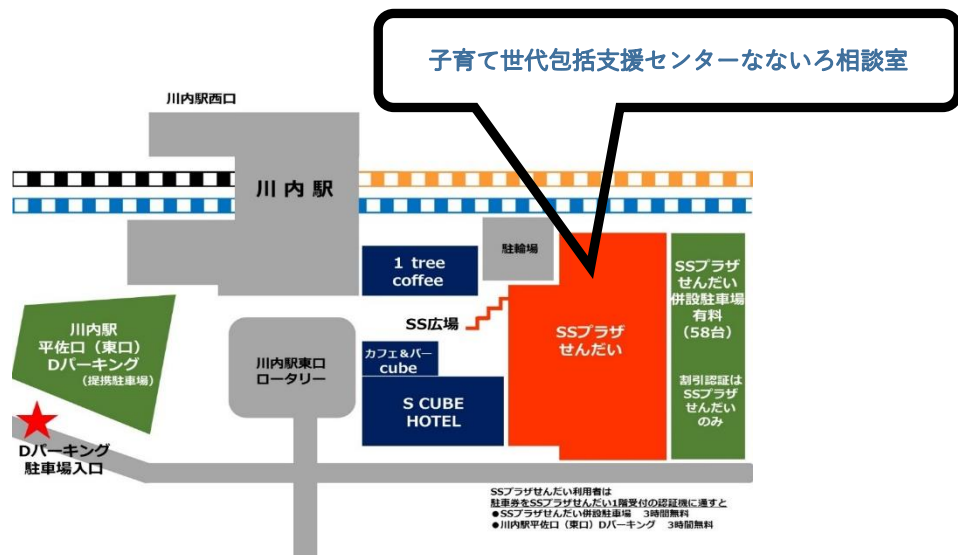 子育て世代包括支援センターなないろ相談室
川内駅西口
川内駅
駐輪場
1 tree
coffee
SSプラザ
せんだい
併設駐車場
有料
（58台）
SS広場
SSプラザ
せんだい
川内駅
平佐口（東口）
Dパーキング
（提携駐車場）
川内駅東口
ロータリー
カフェ&バー
cube
割引認証は
SSプラザ
せんだい
のみ
S CUBE
HOTEL
Dパーキング
駐車場入口
SSプラザせんだい利用者は
駐車券をSSプラザせんだい1階受付の認証機に通すと
●SSプラザせんだい併設駐車場　3時間無料
●川内駅平佐口（東口）Dパーキング　3時間無料